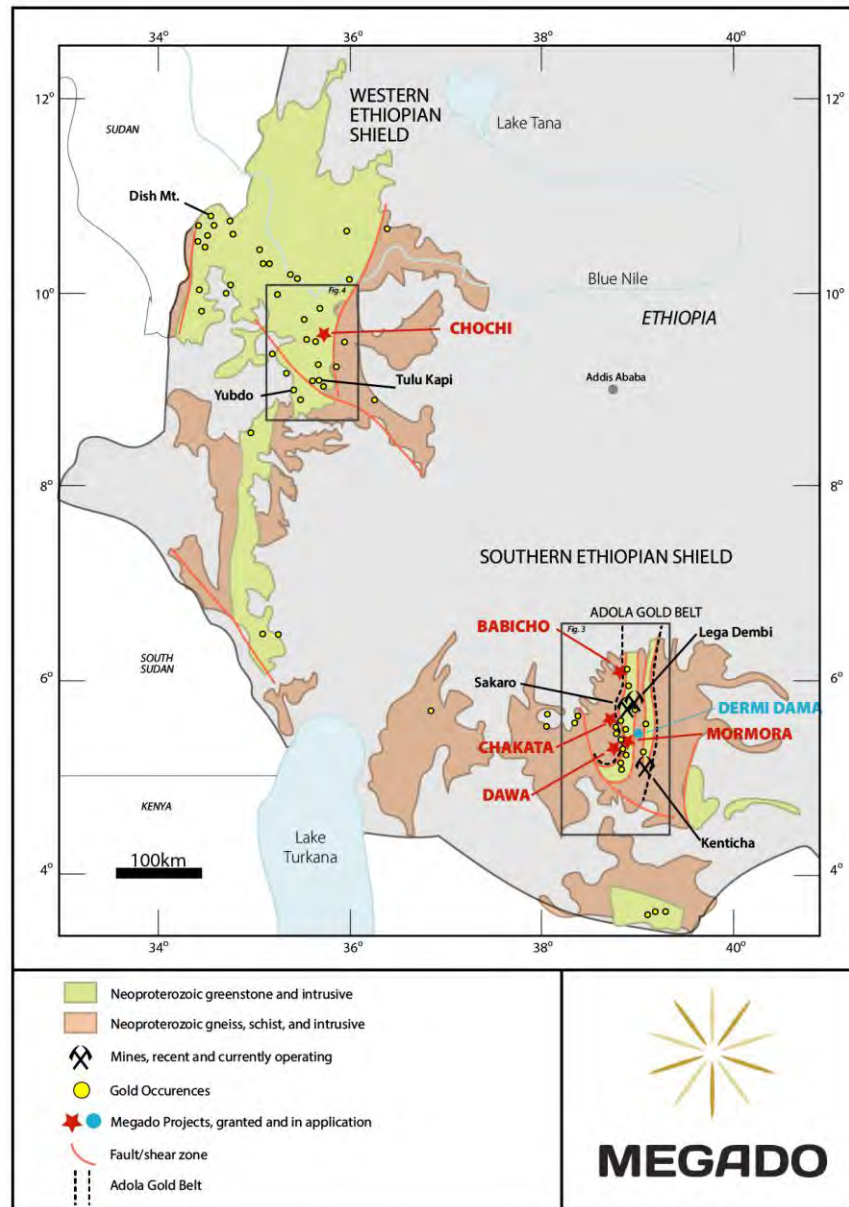 34°
36°
38°
40°
12°
10°
8°
6°
4°
WESTERN
ETHIOPIAN
SHIELD
Lake Tana
SUDAN
Dish Mt.
Fig. 4
Blue Nile
ETHIOPIA
CHOCHI
Addis Ababa
Tulu Kapi
Yubdo
SOUTHERN ETHIOPIAN SHIELD
ADOLA GOLD BELT
Fig. 3
BABICHO
Lega Dembi
Sakaro
SOUTH
SUDAN
DERMI DAMA
CHAKATA
MORMORA
DAWA
KENYA
Kenticha
Lake
Turkana
100km
12°
10°
8°
6°
4°
34°
36°
38°
40°
Neoproterozoic greenstone and intrusive
Neoproterozoic gneiss, schist, and intrusive
Mines, recent and currently operating
Gold Occurences
Megado Projects, granted and in application
Fault/shear zone
Adola Gold Belt
MEGADO